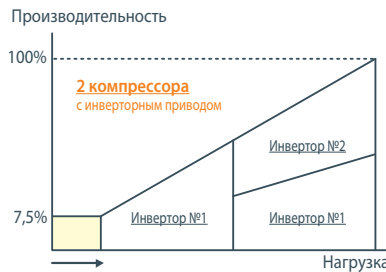 Производительность
100%
2 компрессора
с инверторным приводом
Инвертор №2
7,5%
Инвертор №1
Инвертор №1
Нагрузка